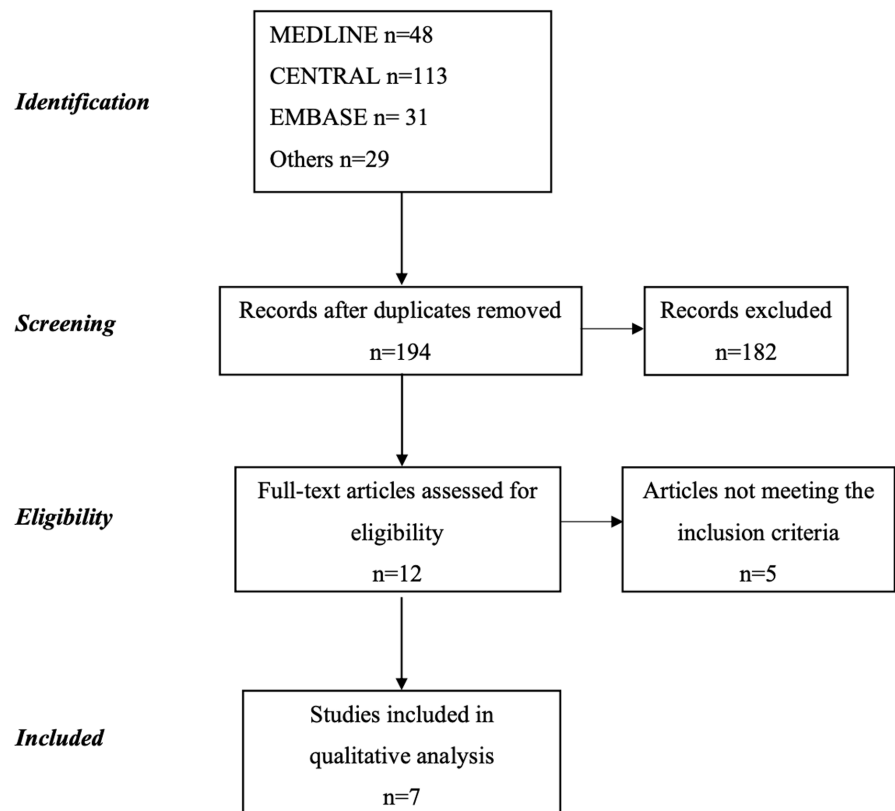 Identification
MEDLINE n=48
CENTRAL n=113
EMBASE n= 31
Others n=29
Screening
Records after duplicates removed
n=194
Records excluded
n=182
Eligibility
Full-text articles assessed for
eligibility
n=12
Articles not meeting the
inclusion criteria
n=5
Included
Studies included in
qualitative analysis
n=7